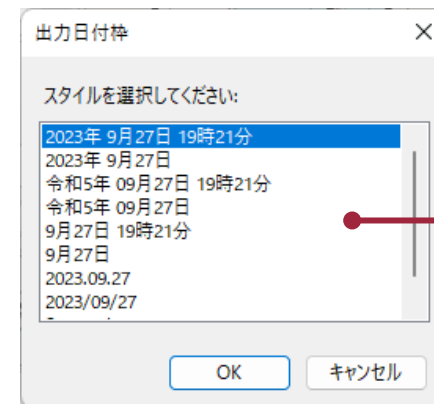 出力日付枠
スタイルを選択してください:
2023年 9月27日 19時21分
2023年 9月27日
令和5年 09月27日 19時21分
令和5年 09月27日
9月27日 19時21分
9月27日
2023.09.27
2023/09/27
OK キャンセル